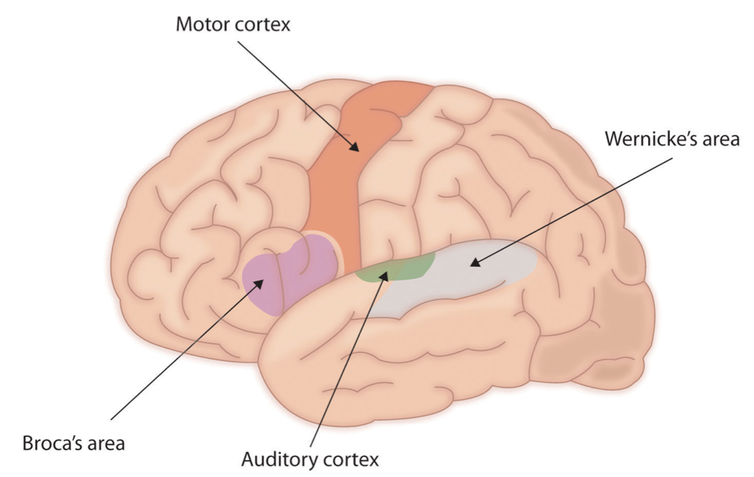 Motor cortex
Wernicke's area
Broca's area
Auditory cortex